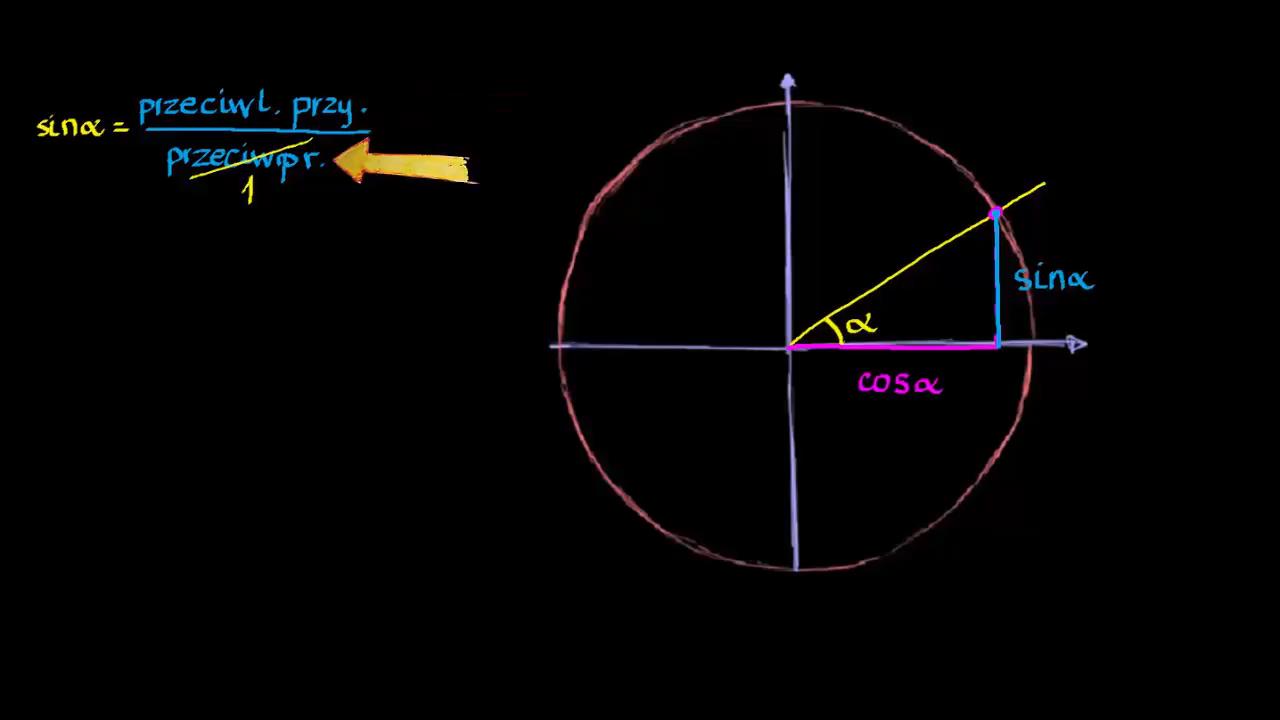 sinα = przeciwl. przy.
przeciwpr.
1
sinα
α
cosα